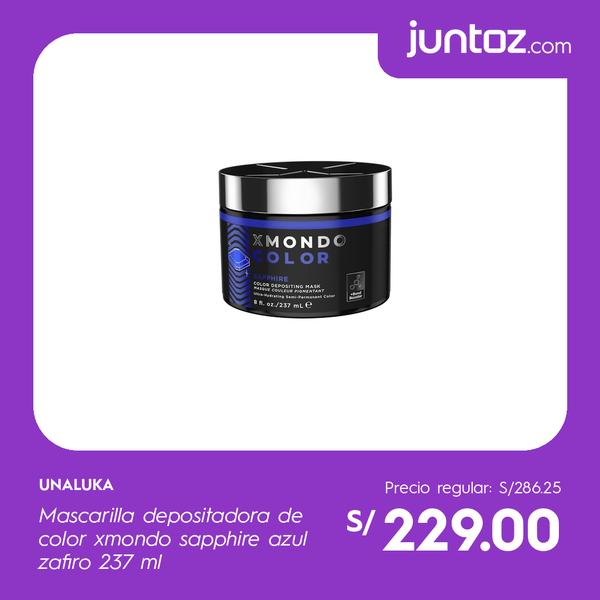 juntoz.com
XMONDO
COLOR
SAPPHIRE
COLOR DEPOSITING MASK
MASQUE COULEUR PIGMENTANT
Ultra-Hydrating Semi-Permanent Color
8 fl. oz./237 mL ℮
+Bond
Booster
UNALUKA
Mascarilla depositadora de
color xmondo sapphire azul
zafiro 237 ml
Precio regular: S/286.25
S/ 229.00